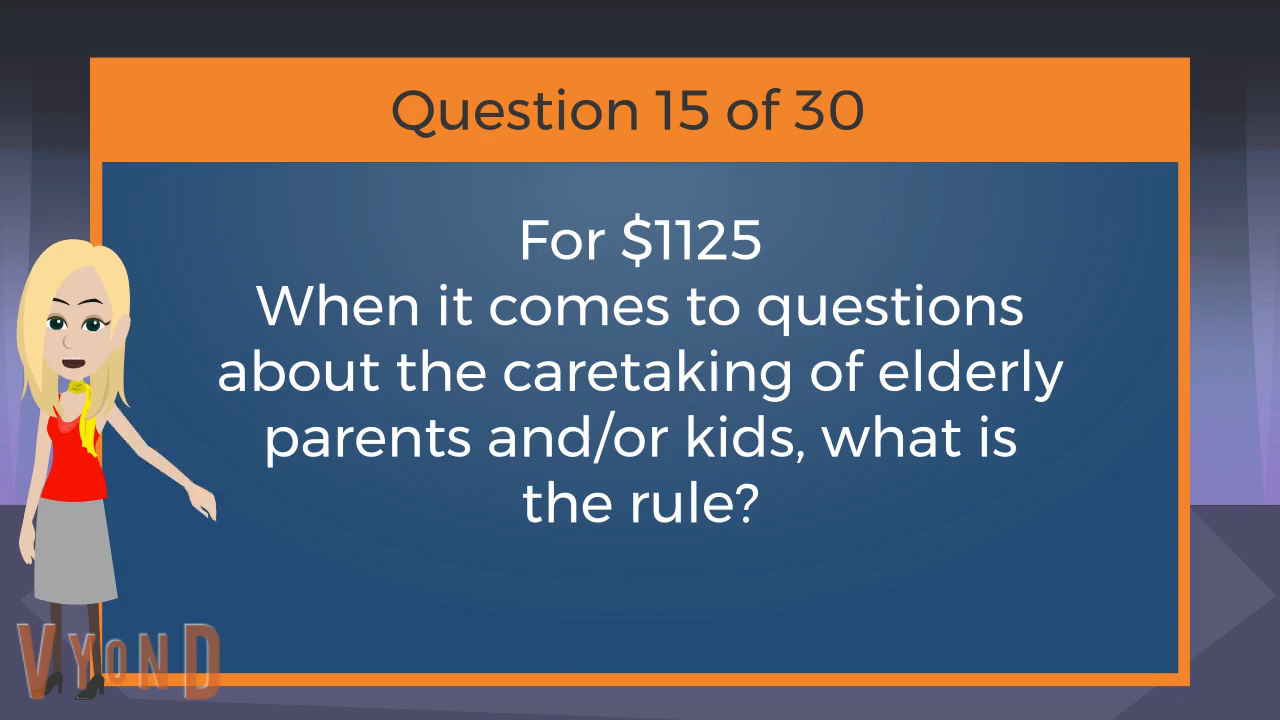 Question 15 of 30
For $1125
When it comes to questions
about the caretaking of elderly
parents and/or kids, what is
the rule?
VYOND